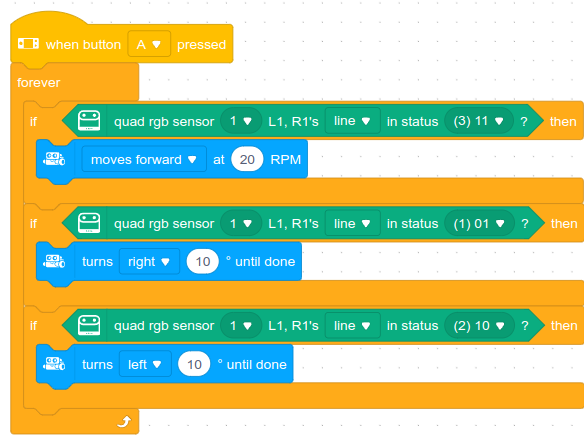 when button A pressed
forever
if quad rgb sensor 1 L1, R1's line in status (3) 11 ? then
moves forward at 20 RPM
if quad rgb sensor 1 L1, R1's line in status (1) 01 ? then
turns right 10 ° until done
if quad rgb sensor 1 L1, R1's line in status (2) 10 ? then
turns left 10 ° until done